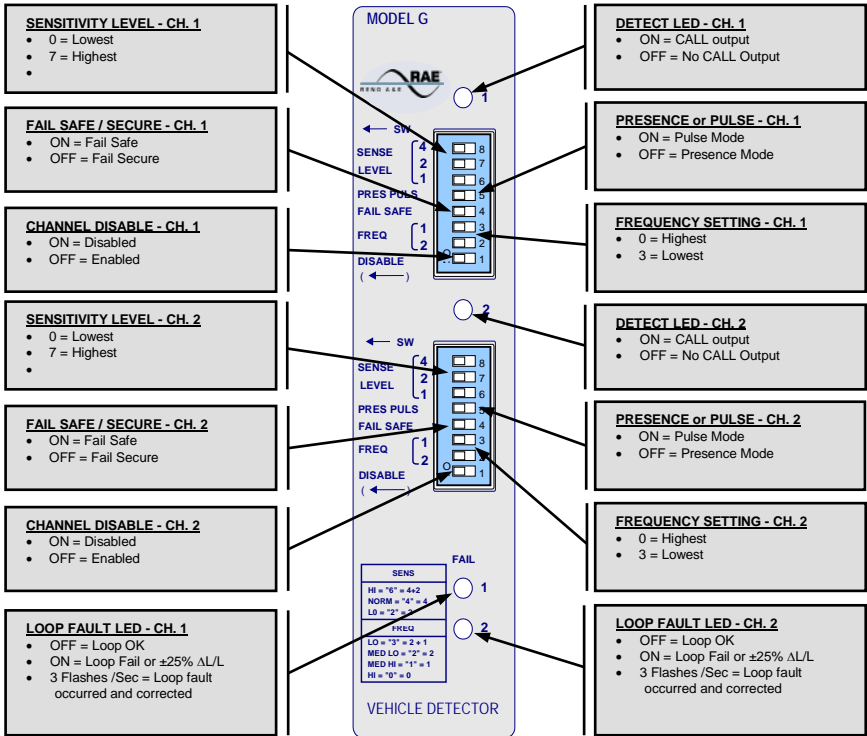 SENSITIVITY LEVEL - CH. 1
• 0 = Lowest
• 7 = Highest
•
FAIL SAFE / SECURE - CH. 1
• ON = Fail Safe
• OFF = Fail Secure
CHANNEL DISABLE - CH. 1
• ON = Disabled
• OFF = Enabled
SENSITIVITY LEVEL - CH. 2
• 0 = Lowest
• 7 = Highest
•
FAIL SAFE / SECURE - CH. 2
• ON = Fail Safe
• OFF = Fail Secure
CHANNEL DISABLE - CH. 2
• ON = Disabled
• OFF = Enabled
LOOP FAULT LED - CH. 1
• OFF = Loop OK
• ON = Loop Fail or ±25% ΔL/L
• 3 Flashes /Sec = Loop fault
occurred and corrected
MODEL G
RAE
RENO A&E
1
← SW
SENSE 4 8
LEVEL 2 7
1 6
PRES PULS 5
FAIL SAFE 4
FREQ 1 3
2 2
DISABLE 1
( ← )
2
← SW
SENSE 4 8
LEVEL 2 7
1 6
PRES PULS 5
FAIL SAFE 4
FREQ 1 3
2 2
DISABLE 1
( ← )
FAIL
1
2
SENS
HI = "6" = 4+2
NORM = "4" = 4
L0 = "2" = 2
FREQ
LO = "3" = 2 + 1
MED LO = "2" = 2
MED HI = "1" = 1
HI = "0" = 0
VEHICLE DETECTOR
DETECT LED - CH. 1
• ON = CALL output
• OFF = No CALL Output
PRESENCE or PULSE - CH. 1
• ON = Pulse Mode
• OFF = Presence Mode
FREQUENCY SETTING - CH. 1
• 0 = Highest
• 3 = Lowest
DETECT LED - CH. 2
• ON = CALL output
• OFF = No CALL Output
PRESENCE or PULSE - CH. 2
• ON = Pulse Mode
• OFF = Presence Mode
FREQUENCY SETTING - CH. 2
• 0 = Highest
• 3 = Lowest
LOOP FAULT LED - CH. 2
• OFF = Loop OK
• ON = Loop Fail or ±25% ΔL/L
• 3 Flashes /Sec = Loop fault
occurred and corrected